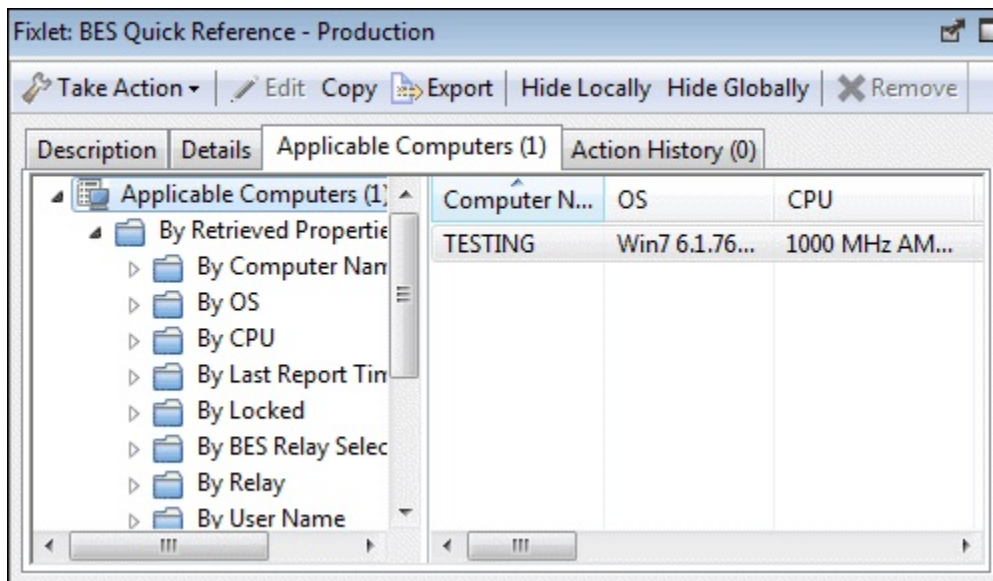 Fixlet: BES Quick Reference - Production
Take Action Edit Copy Export Hide Locally Hide Globally Remove
Description Details Applicable Computers (1) Action History (0)
Applicable Computers (1)
By Retrieved Propertie
By Computer Nam
By OS
By CPU
By Last Report Tim
By Locked
By BES Relay Selec
By Relay
By User Name
Computer N... OS CPU
TESTING Win7 6.1.76... 1000 MHz AM...